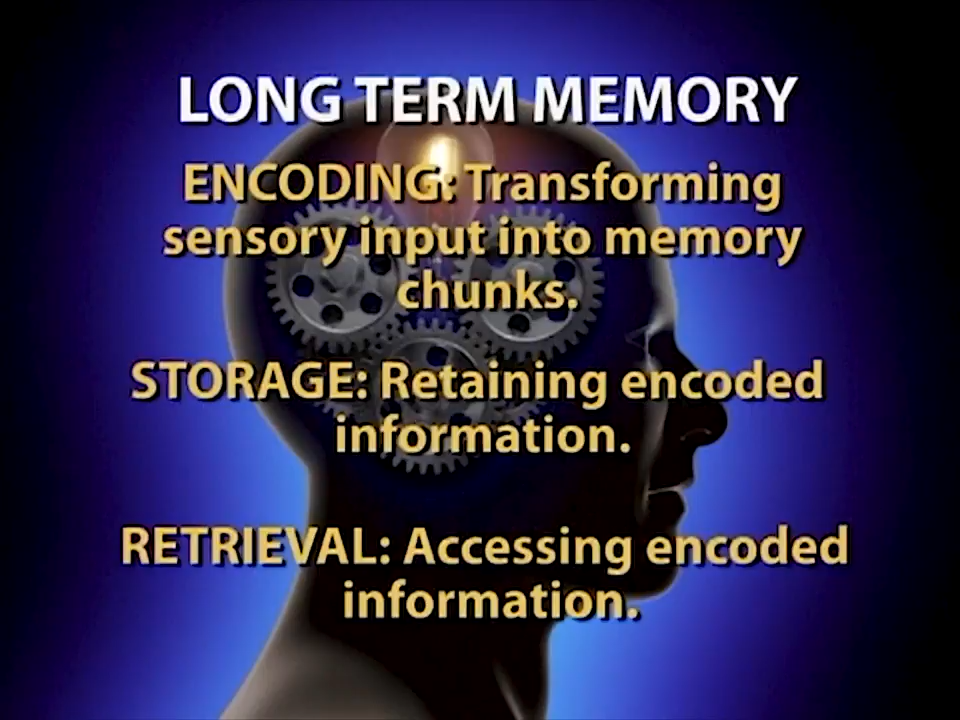 LONG TERM MEMORY
ENCODING: Transforming
sensory input into memory
chunks.
STORAGE: Retaining encoded
information.
RETRIEVAL: Accessing encoded
information.